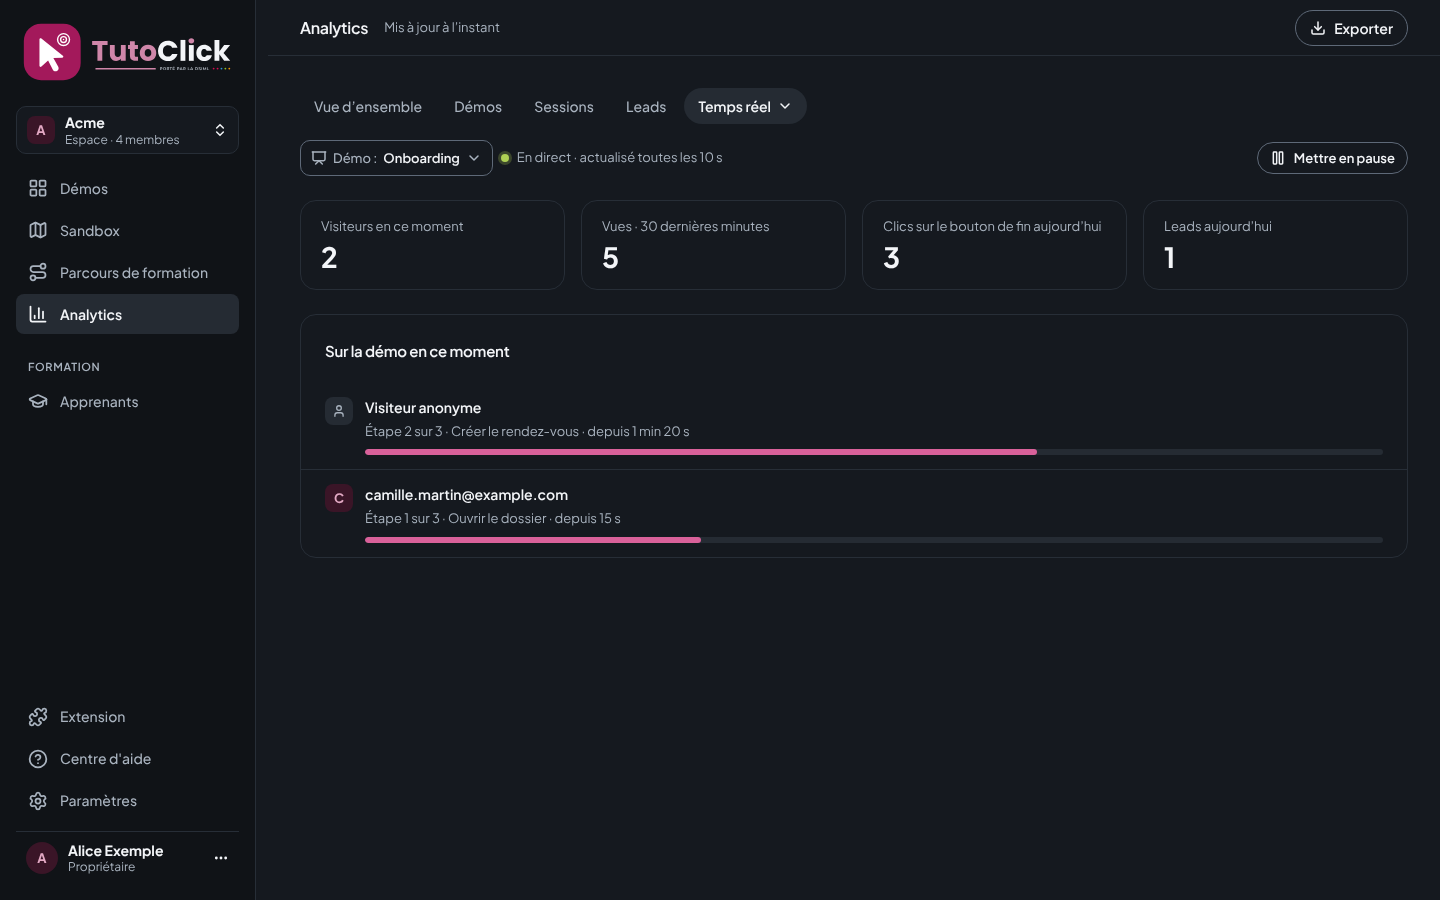 TutoClick
PORTÉ PAR LA DSIML
A
Acme
Espace · 4 membres
Démos
Sandbox
Parcours de formation
Analytics
FORMATION
Apprenants
Extension
Centre d'aide
Paramètres
A
Alice Exemple
Propriétaire
Analytics
Mis à jour à l’instant
Exporter
Vue d’ensemble
Démos
Sessions
Leads
Temps réel
Démo : Onboarding
En direct · actualisé toutes les 10 s
Mettre en pause
Visiteurs en ce moment
2
Vues · 30 dernières minutes
5
Clics sur le bouton de fin aujourd’hui
3
Leads aujourd’hui
1
Sur la démo en ce moment
Visiteur anonyme
Étape 2 sur 3 · Créer le rendez-vous · depuis 1 min 20 s
C
camille.martin@example.com
Étape 1 sur 3 · Ouvrir le dossier · depuis 15 s